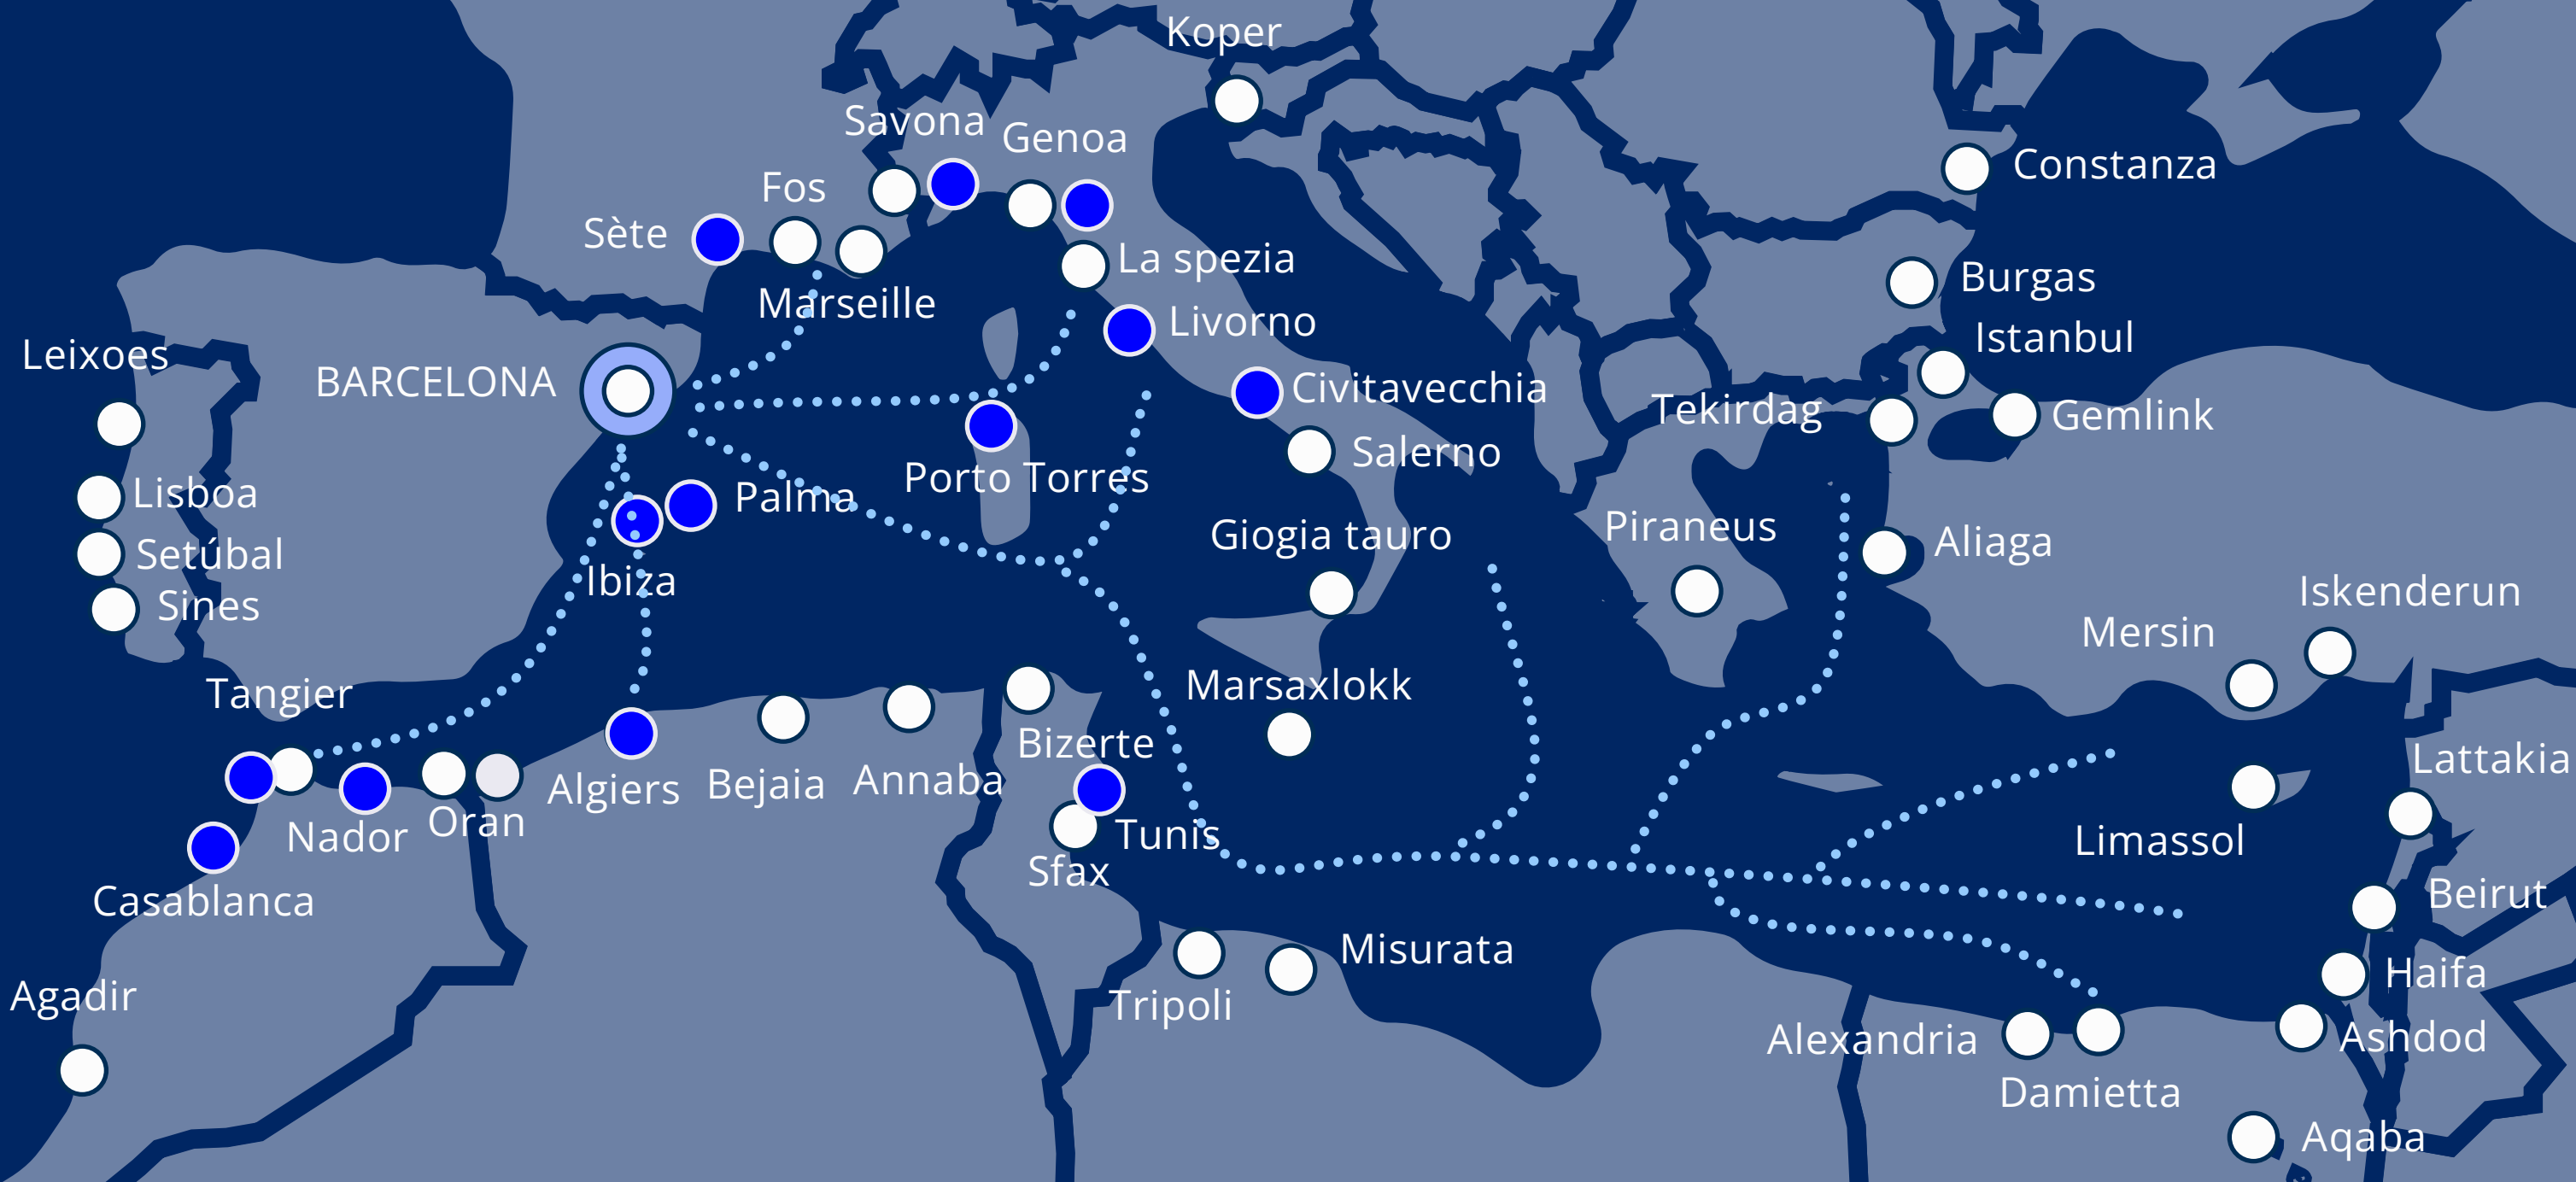 Koper
Savona
Genoa
Constanza
Fos
Sète
La spezia
Burgas
Marseille
Livorno
Istanbul
Leixoes
BARCELONA
Civitavecchia
Tekirdag
Gemlink
Salerno
Porto Torres
Lisboa
Palma
Piraneus
Giogia tauro
Aliaga
Setúbal
Ibiza
Iskenderun
Sines
Mersin
Tangier
Marsaxlokk
Bizerte
Lattakia
Algiers
Bejaia
Annaba
Nador
Oran
Tunis
Limassol
Sfax
Casablanca
Beirut
Misurata
Haifa
Agadir
Tripoli
Alexandria
Ashdod
Damietta
Aqaba